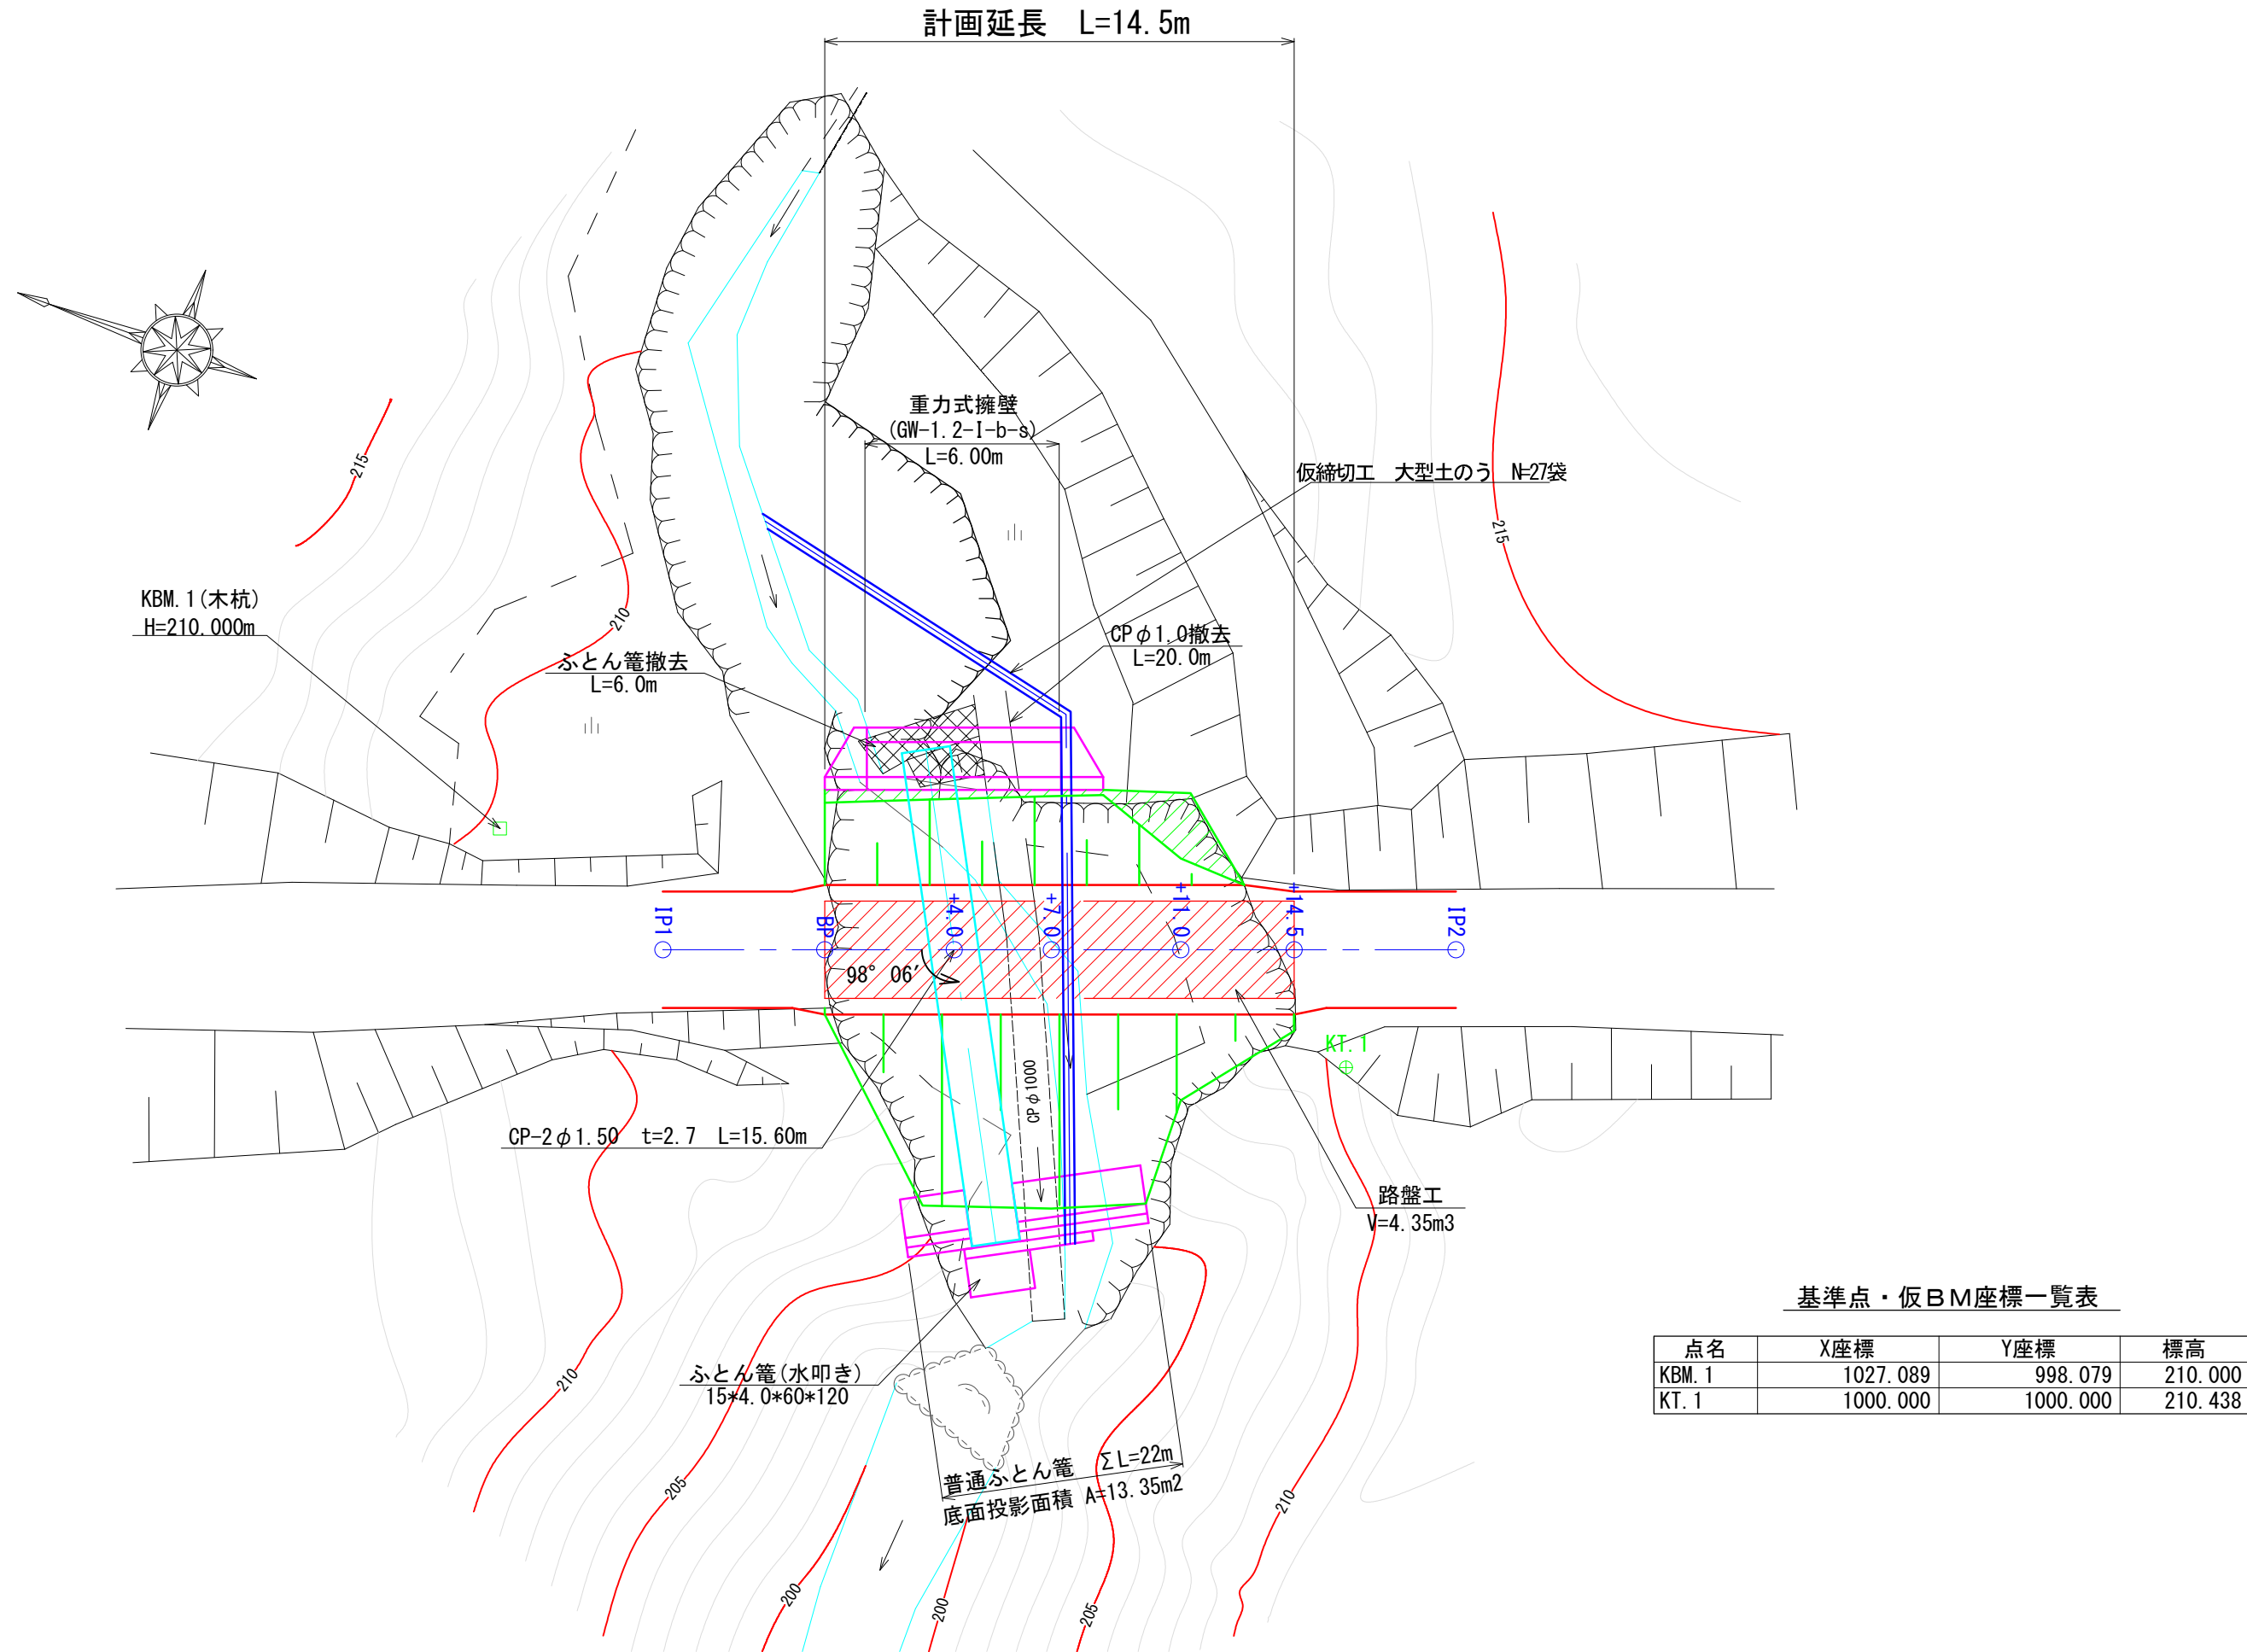 計画延長 L=14.5m
重力式擁壁
(GW-1.2-I-b-s)
L=6.00m
仮締切工 大型土のう N=27袋
215
215
KBM.1(木杭)
H=210.000m
210
ふとん篭撤去
L=6.0m
CPφ1.0撤去
L=20.0m
IP1
BP
+4.0
+7.0
+11.0
+14.5
IP2
98° 06′
KT.1
CPφ1000
CP-2φ1.50 t=2.7 L=15.60m
路盤工
V=4.35m3
ふとん篭(水叩き)
15*4.0*60*120
210
205
200
200
205
210
普通ふとん篭 ΣL=22m
底面投影面積 A=13.35m2
基準点・仮BM座標一覧表
点名 X座標 Y座標 標高
KBM.1 1027.089 998.079 210.000
KT.1 1000.000 1000.000 210.438